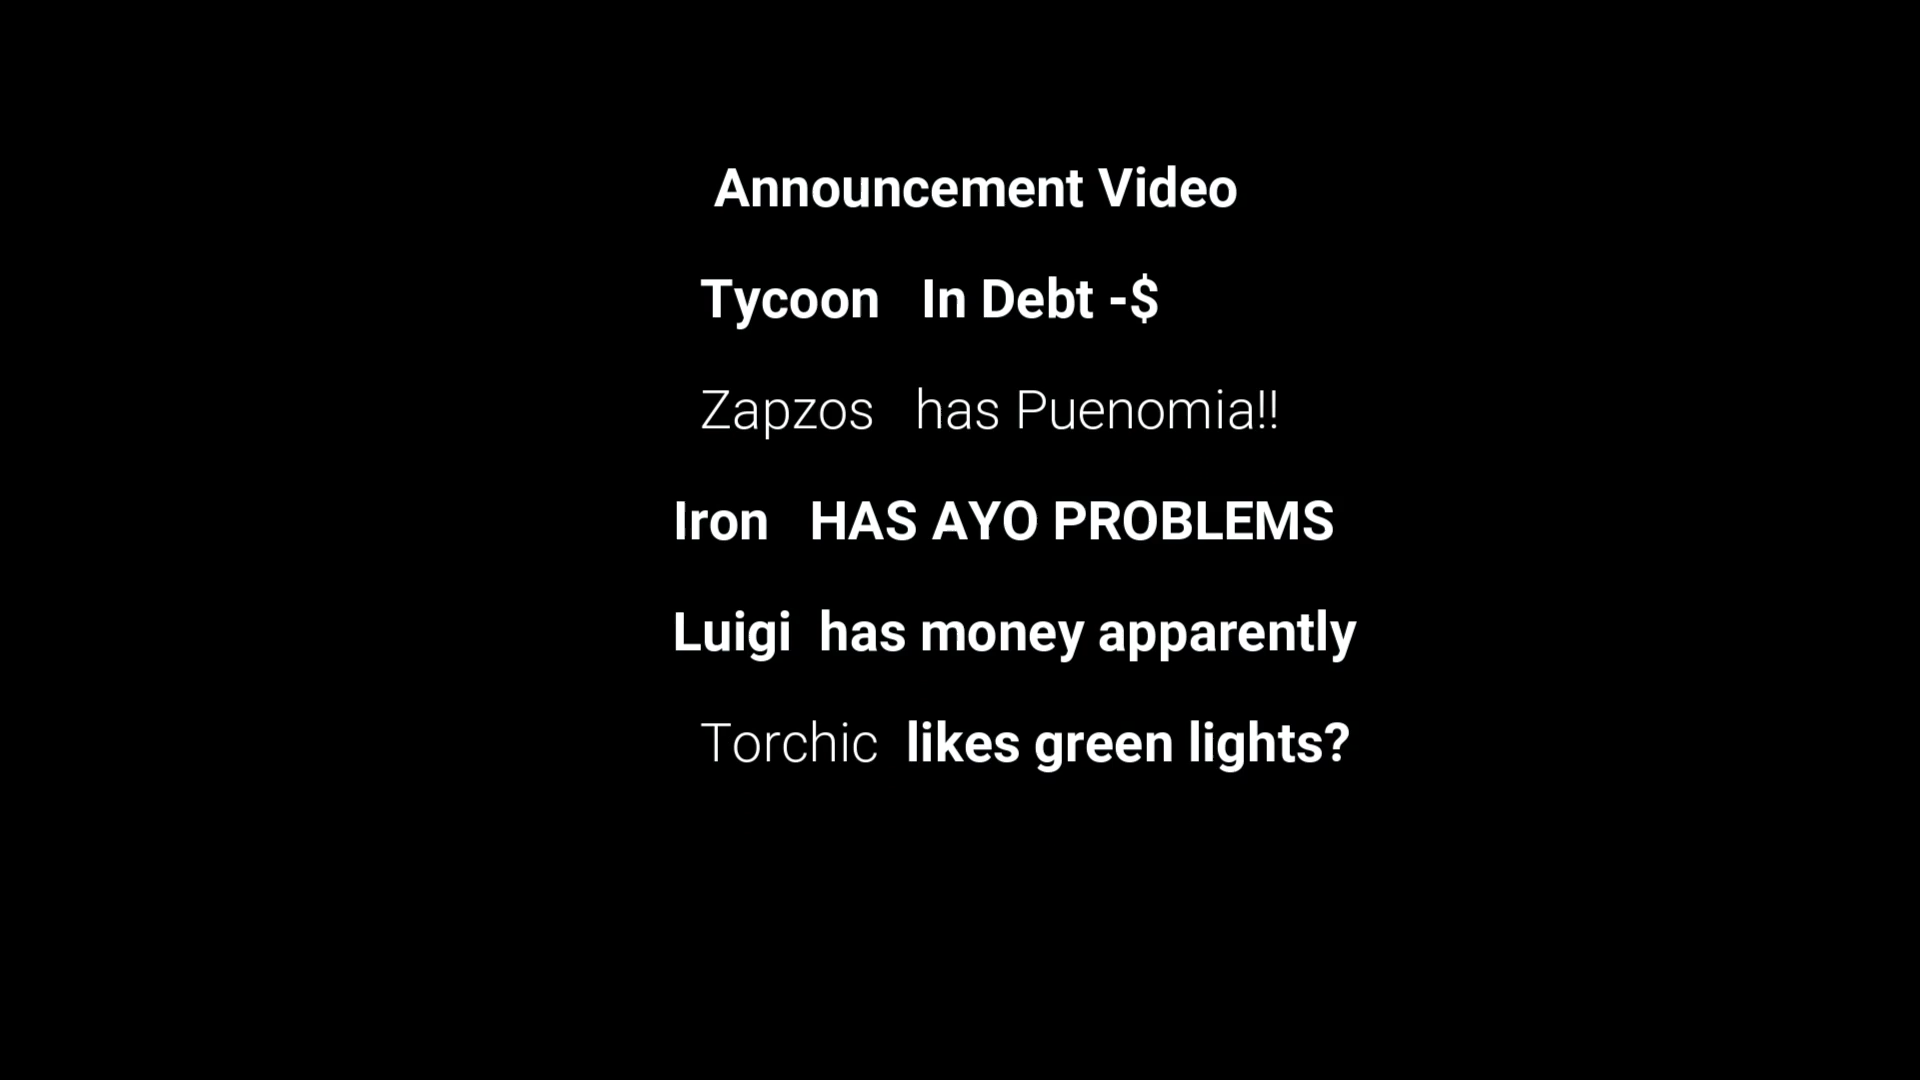 Announcement Video
Tycoon In Debt -$
Zapzos has Puenomia!!
Iron HAS AYO PROBLEMS
Luigi has money apparently
Torchic likes green lights?